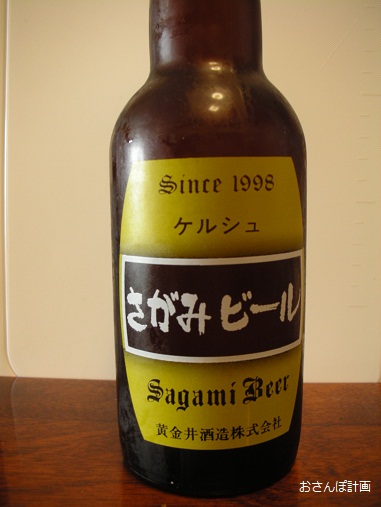 Since 1998
ケルシュ
さがみビール
Sagami Beer
黄金井酒造株式会社
おさんぽ計画